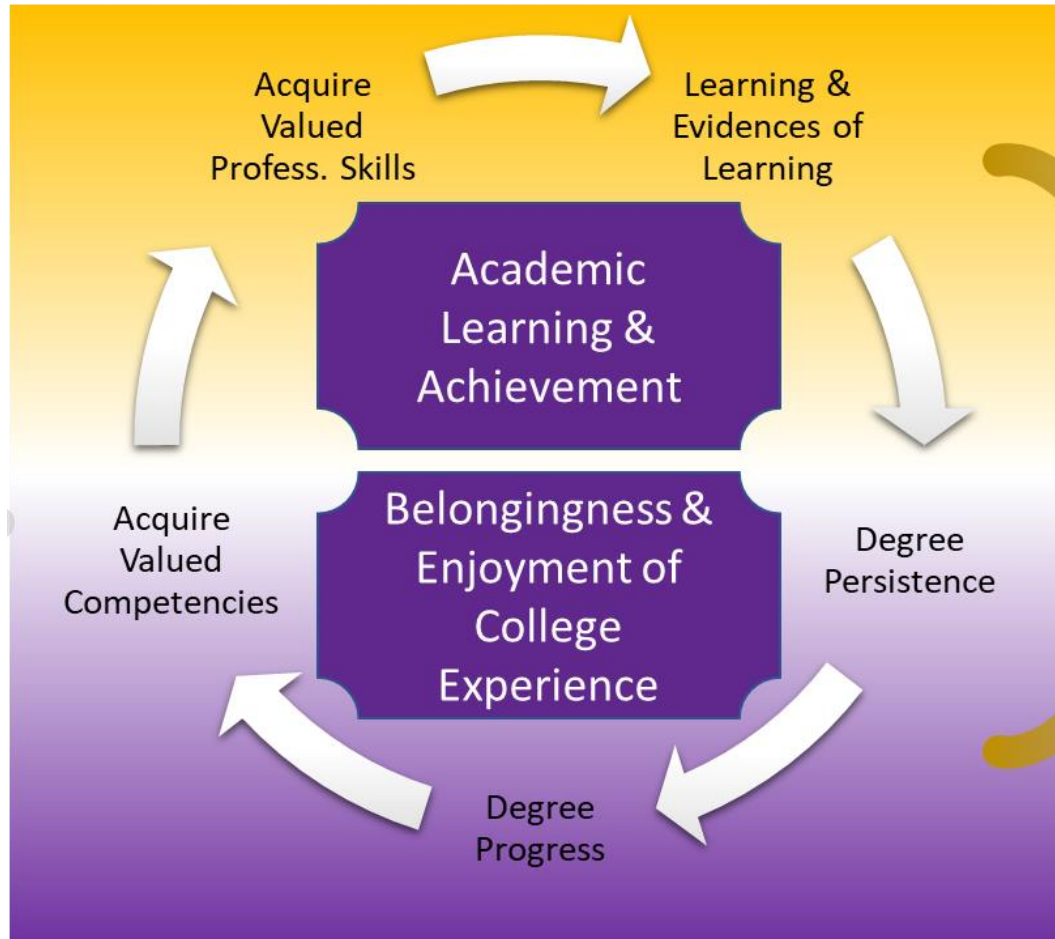 Acquire
Valued
Profess. Skills
Learning &
Evidences of
Learning
Academic
Learning &
Achievement
Belongingness &
Enjoyment of
College
Experience
Acquire
Valued
Competencies
Degree
Persistence
Degree
Progress